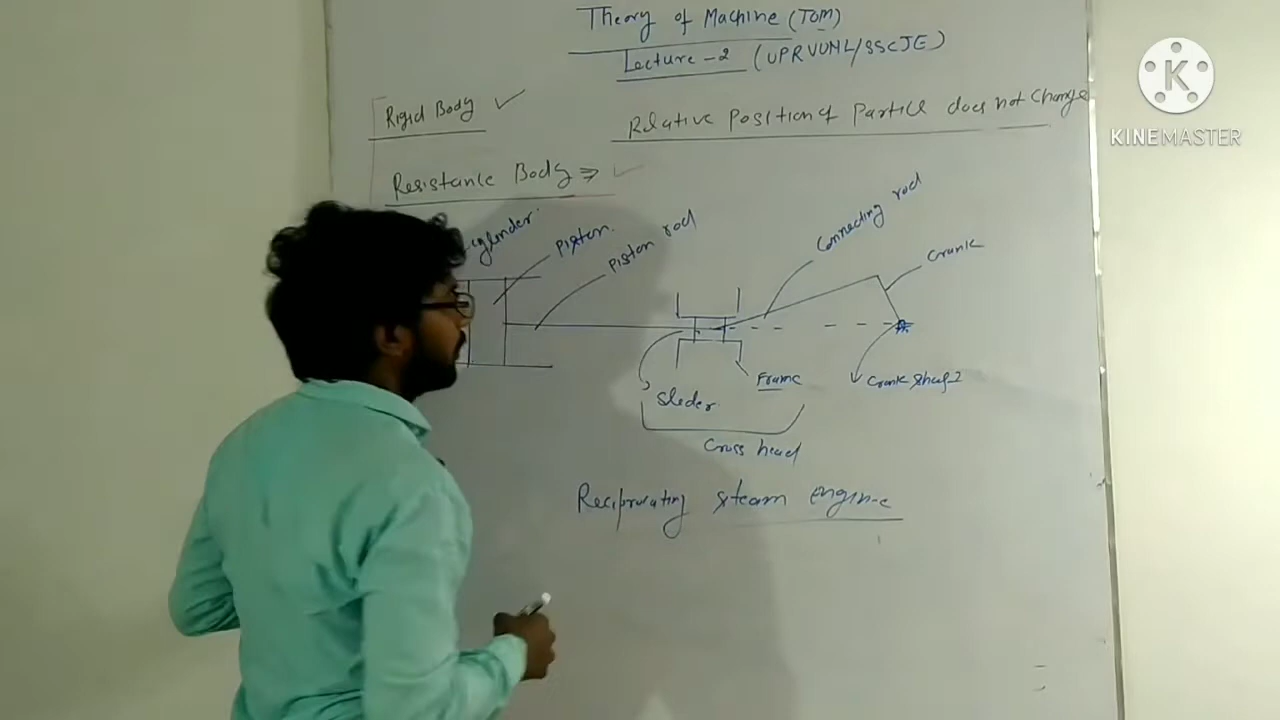 Theory of Machine (TOM)
Lecture-2 (UPRVUNL/SSCJE)
Rigid Body ✓
Relative Position of Particle does not Change
Resistance Body ⇒ ✓
Piston
Piston rod
Connecting rod
Crank
Frame
Slider
Crank shaft
Cross head
Reciprocating steam engine
K
KINEMASTER